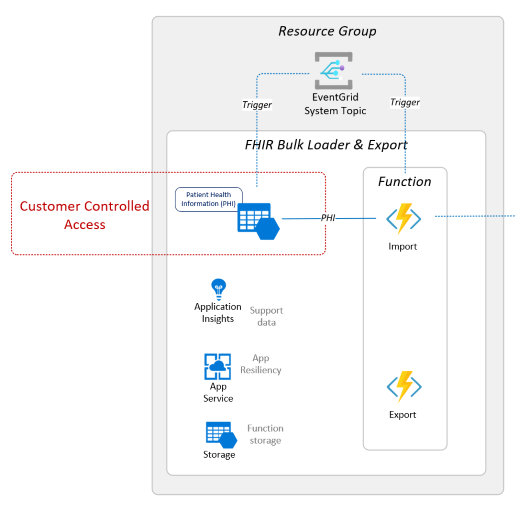 Resource Group
EventGrid
System Topic
Trigger
Trigger
FHIR Bulk Loader & Export
Customer Controlled
Access
Patient Health
Information (PHI)
Function
PHI
Import
Application
Insights
Support
data
App
Service
App
Resiliency
Export
Storage
Function
storage